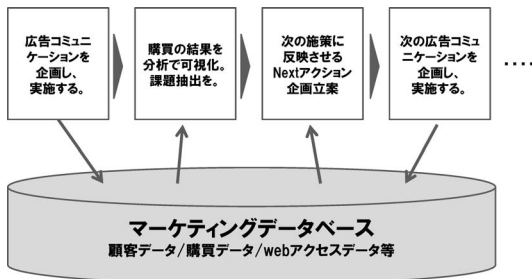 広告コミュニ
ケーションを
企画し、
実施する。
購買の結果を
分析で可視化。
課題抽出を。
次の施策に
反映させる
Nextアクション
企画立案
次の広告コミュ
ニケーションを
企画し、
実施する。
……
マーケティングデータベース
顧客データ/購買データ/webアクセスデータ等